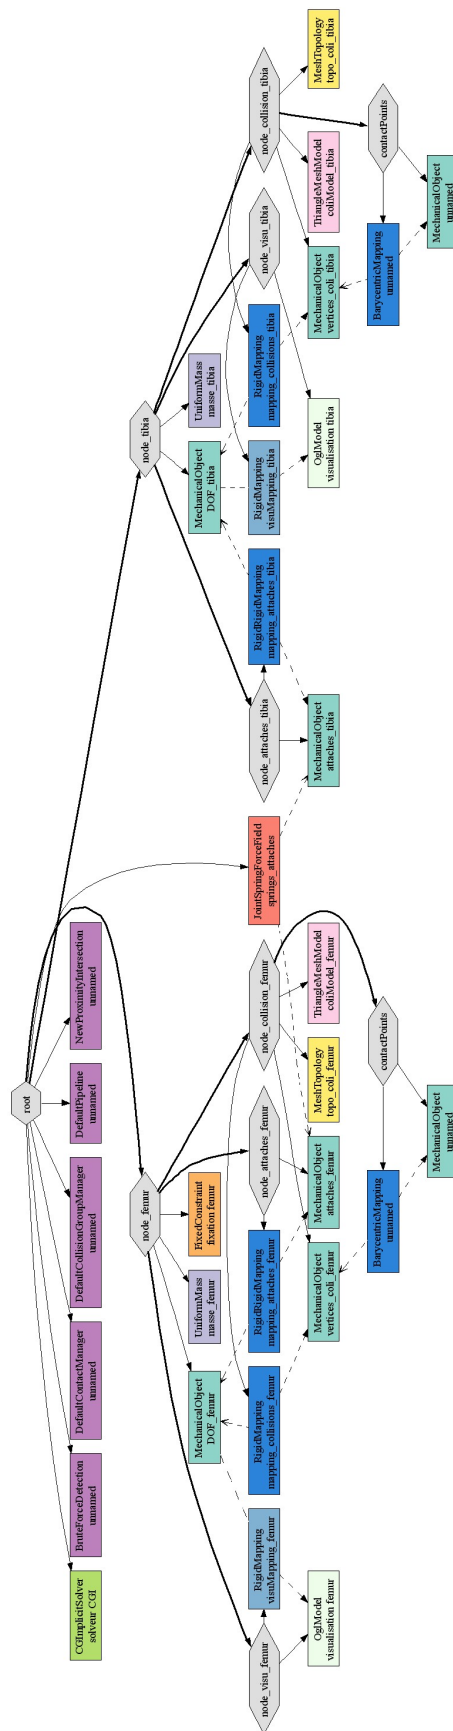 root
CGImplicitSolver
solveur CGI
BruteForceDetection
unnamed
DefaultContactManager
unnamed
DefaultCollisionGroupManager
unnamed
DefaultPipeline
unnamed
NewProximityIntersection
unnamed
node_femur
node_tibia
MechanicalObject
DOF_femur
UniformMass
masse_femur
FixedConstraint
fixation femur
MechanicalObject
DOF_tibia
UniformMass
masse_tibia
node_visu_femur
RigidMapping
visuMapping_femur
RigidMapping
mapping_collisions_femur
RigidRigidMapping
mapping_attaches_femur
node_attaches_femur
node_collision_femur
JointSpringForceField
springs_attaches
node_attaches_tibia
RigidRigidMapping
mapping_attaches_tibia
RigidMapping
visuMapping_tibia
RigidMapping
mapping_collisions_tibia
node_visu_tibia
node_collision_tibia
OglModel
visualisation femur
MechanicalObject
vertices_coli_femur
MechanicalObject
attaches_femur
MeshTopology
topo_coli_femur
TriangleMeshModel
coliModel_femur
MechanicalObject
attaches_tibia
OglModel
visualisation tibia
MechanicalObject
vertices_coli_tibia
TriangleMeshModel
coliModel_tibia
MeshTopology
topo_coli_tibia
BarycentricMapping
unnamed
contactPoints
BarycentricMapping
unnamed
contactPoints
MechanicalObject
unnamed
MechanicalObject
unnamed